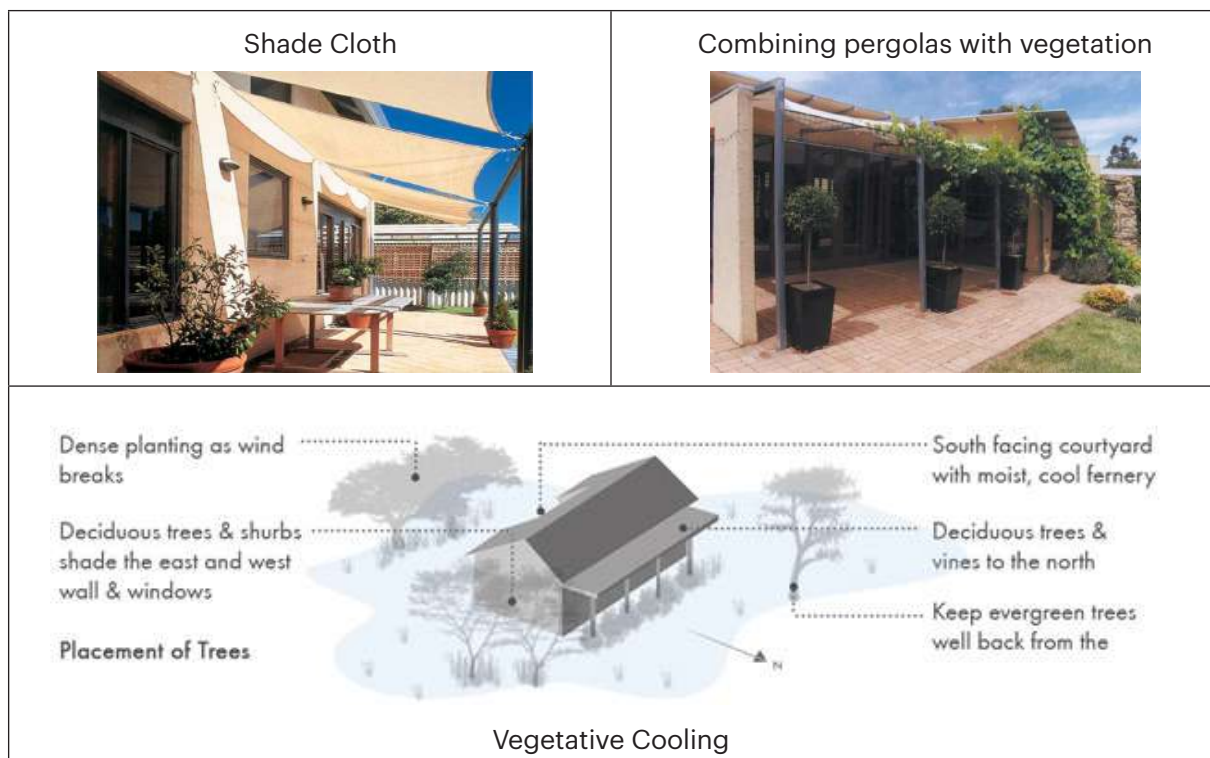 Shade Cloth
Combining pergolas with vegetation
Dense planting as wind
breaks
Deciduous trees & shurbs
shade the east and west
wall & windows
Placement of Trees
South facing courtyard
with moist, cool fernery
Deciduous trees &
vines to the north
Keep evergreen trees
well back from the
N
Vegetative Cooling